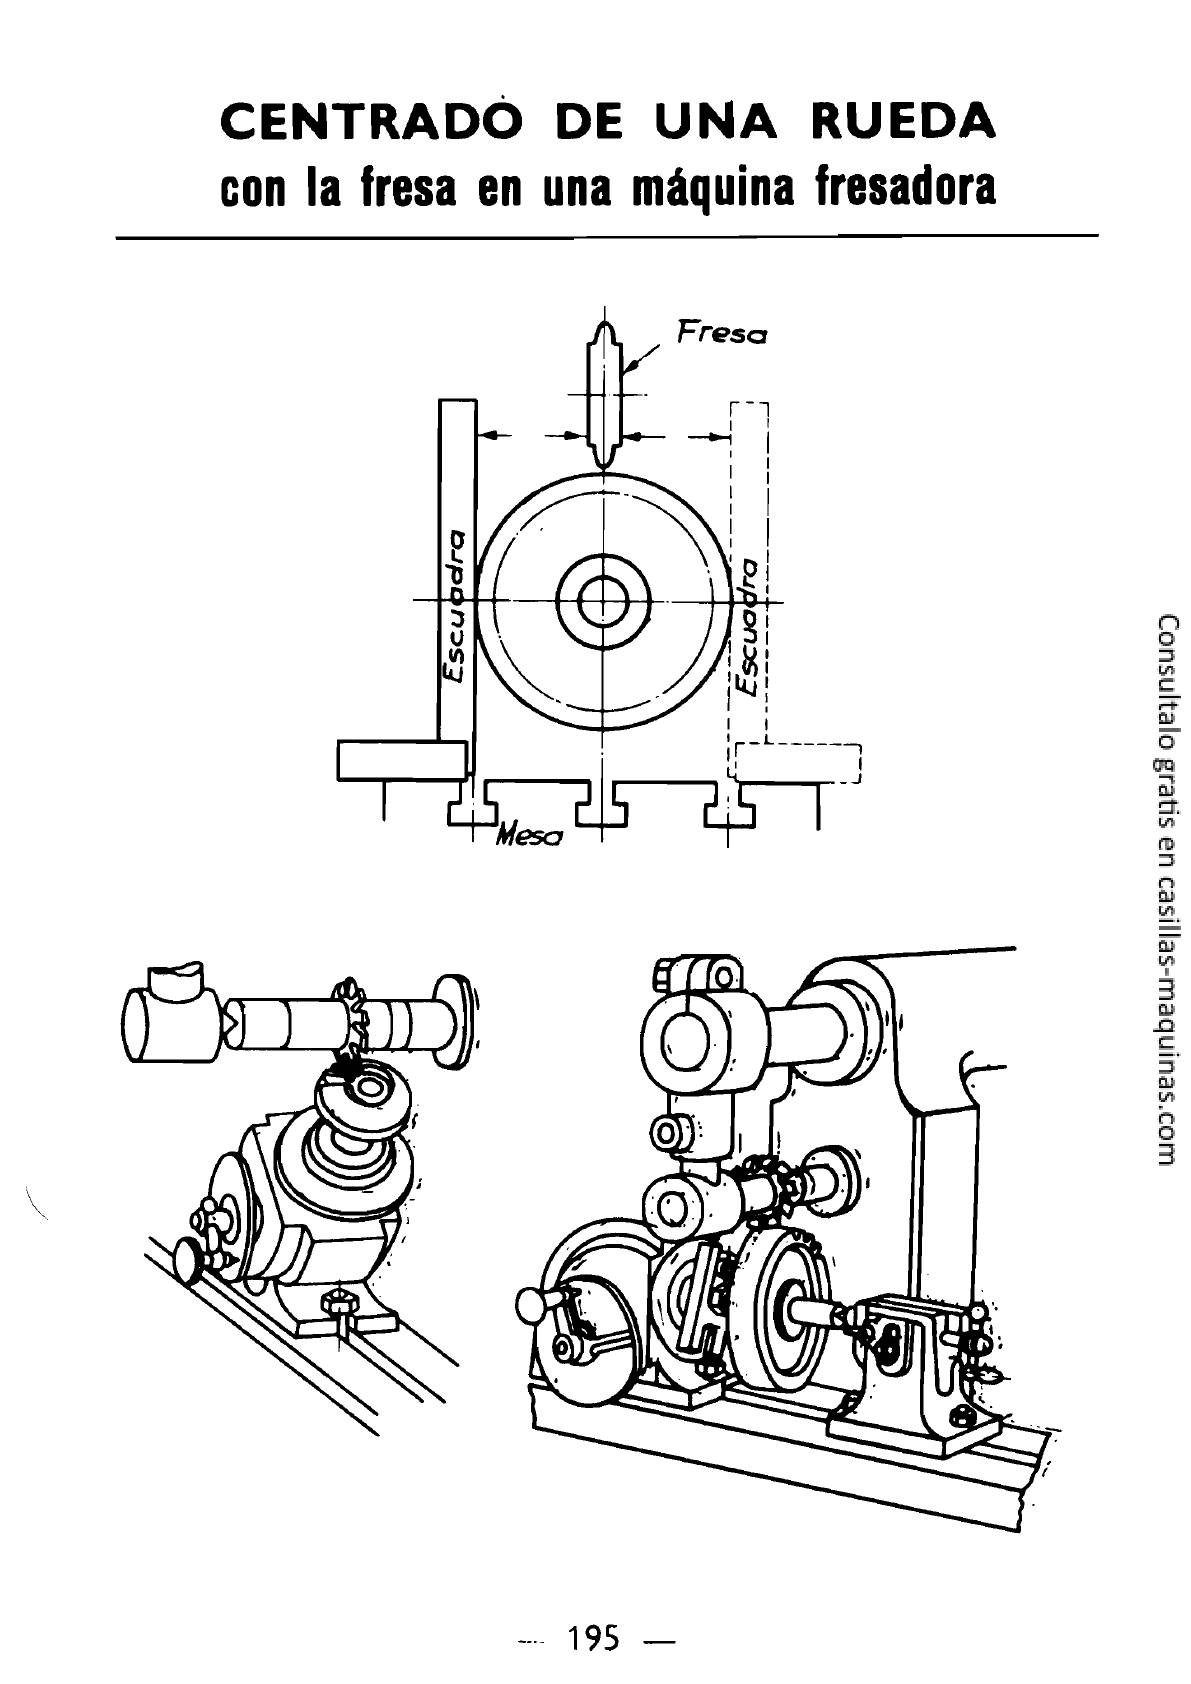 CENTRADO DE UNA RUEDA
con la fresa en una máquina fresadora
Fresa
Escuadra
Escuadra
Mesa
Consultalo gratis en casillas-maquinas.com
— 195 —